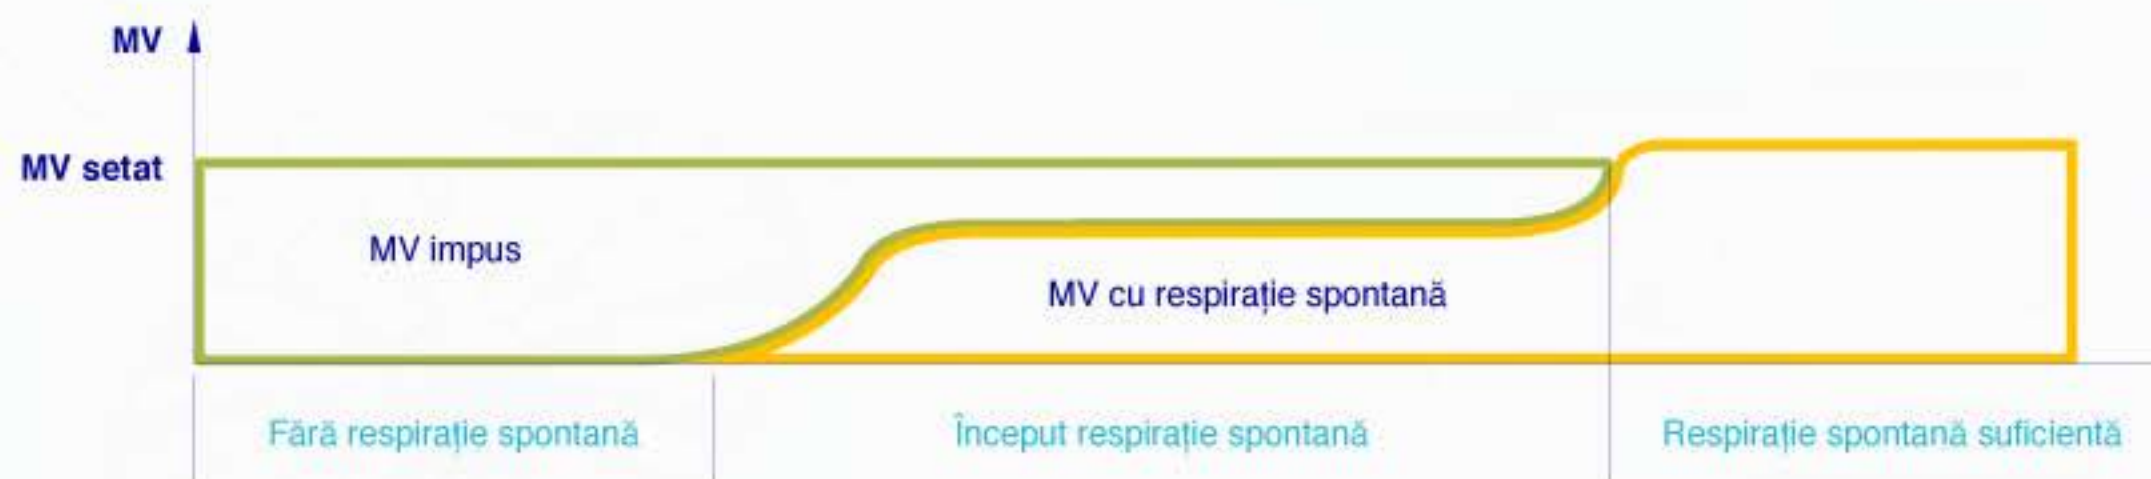 MV
MV setat
MV impus
MV cu respirație spontană
Fără respirație spontană
Început respirație spontană
Respirație spontană suficientă